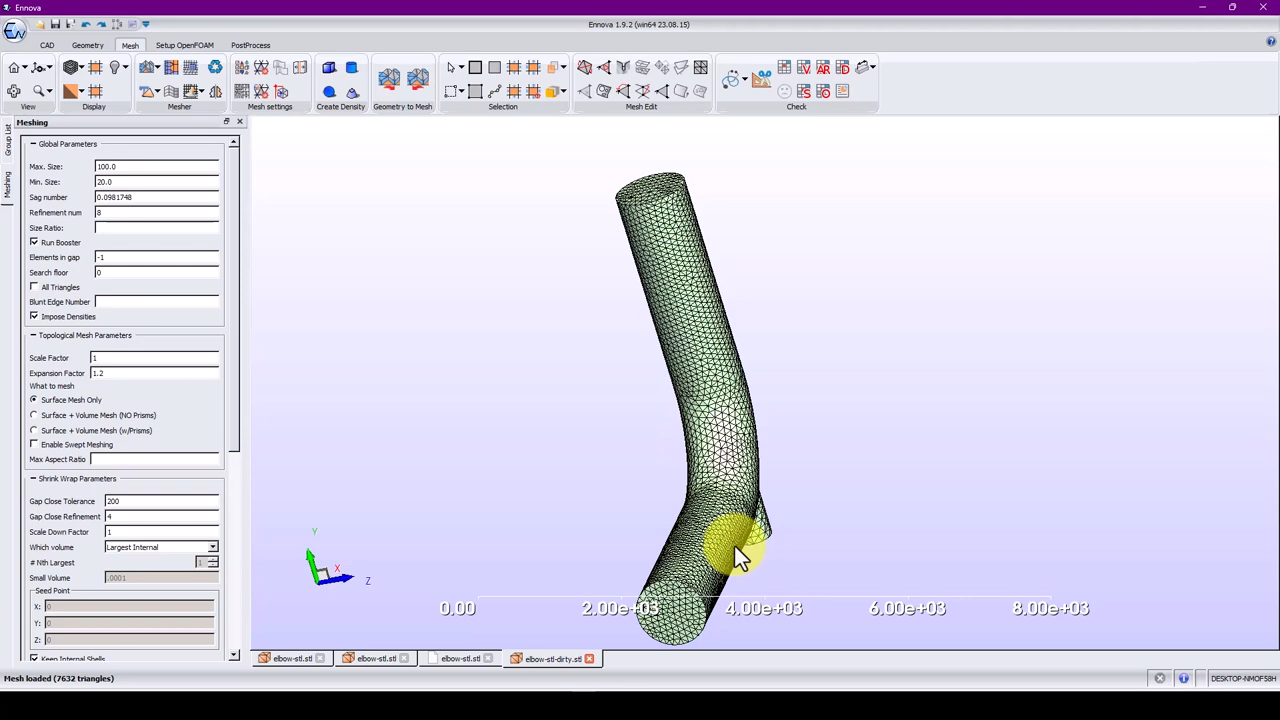 Ennova
Ennova 1.9.2 (win64 23.08.15)
CAD
Geometry
Mesh
Setup OpenFOAM
PostProcess
View
Display
Mesher
Mesh settings
Create Density
Geometry to Mesh
Selection
Mesh Edit
Check
Meshing
Group List
Meshing
Global Parameters
Max. Size: 100.0
Min. Size: 20.0
Sag number 0.0981748
Refinement num 8
Size Ratio:
Run Booster
Elements in gap -1
Search floor 0
All Triangles
Blunt Edge Number
Impose Densities
Topological Mesh Parameters
Scale Factor 1
Expansion Factor 1.2
What to mesh
Surface Mesh Only
Surface + Volume Mesh (NO Prisms)
Surface + Volume Mesh (w/Prisms)
Enable Swept Meshing
Max Aspect Ratio
Shrink Wrap Parameters
Gap Close Tolerance 200
Gap Close Refinement 4
Scale Down Factor 1
Which volume Largest Internal
# Nth Largest 1
Small Volume .0001
Seed Point
X: 0
Y: 0
Z: 0
Keep Internal Shells
Y
X
Z
0.00 2.00e+03 4.00e+03 6.00e+03 8.00e+03
elbow-stl.stl
elbow-stl.stl
elbow-stl.stl
elbow-stl-dirty.stl
Mesh loaded (7632 triangles)
DESKTOP-NMOF58H